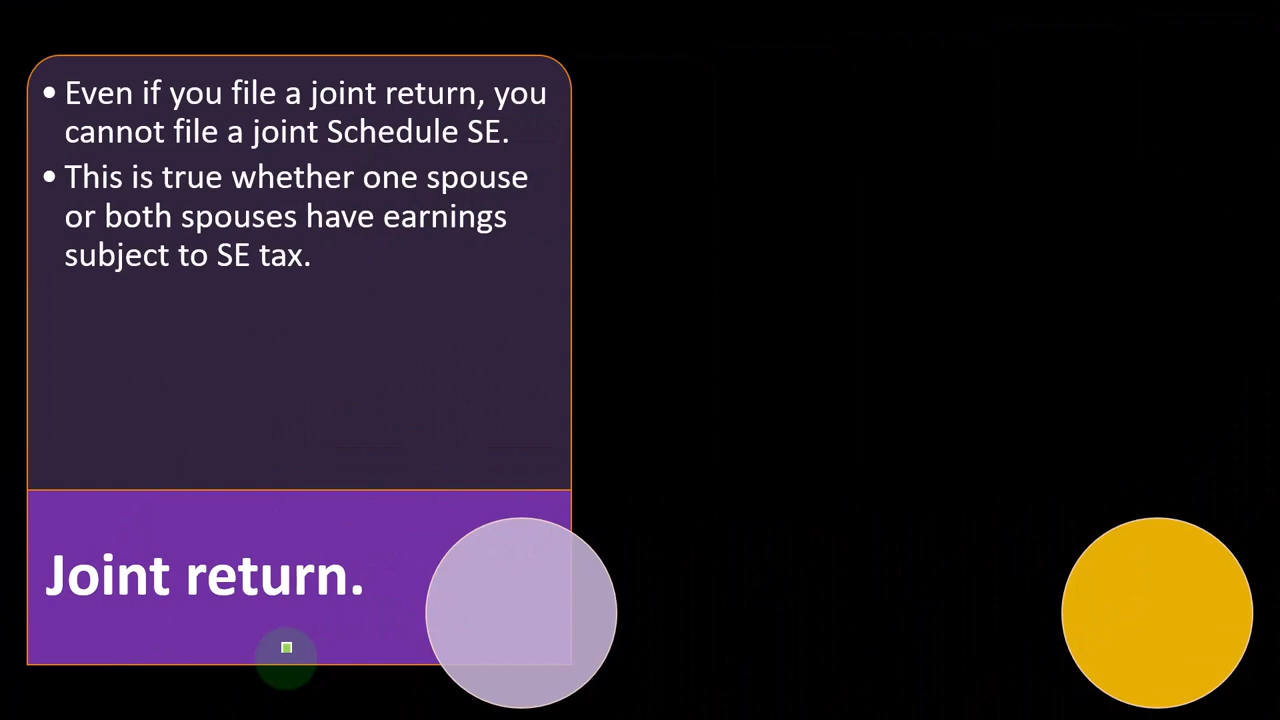 • Even if you file a joint return, you
cannot file a joint Schedule SE.
• This is true whether one spouse
or both spouses have earnings
subject to SE tax.
Joint return.